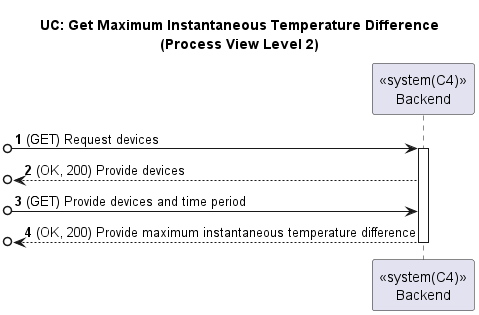 UC: Get Maximum Instantaneous Temperature Difference
(Process View Level 2)
«system(C4)»
Backend
1 (GET) Request devices
2 (OK, 200) Provide devices
3 (GET) Provide devices and time period
4 (OK, 200) Provide maximum instantaneous temperature difference
«system(C4)»
Backend